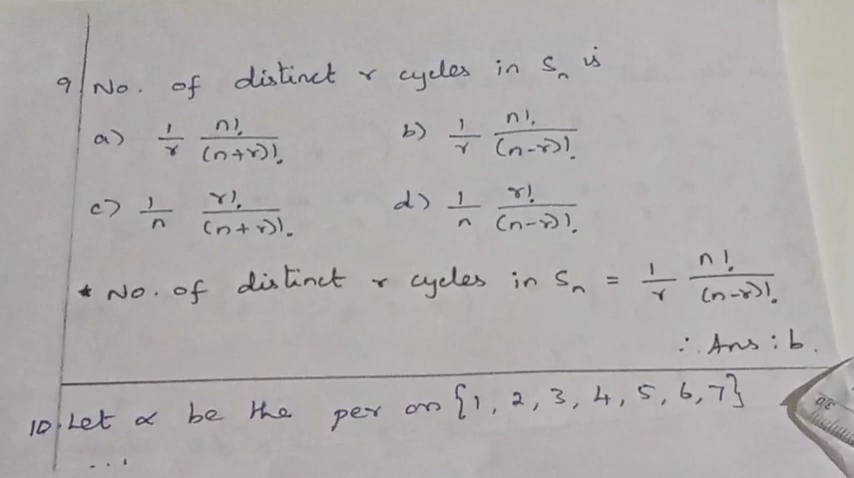 9 No. of distinct r cycles in Sₙ is
a) 1/r n!/(n+r)! b) 1/r n!/(n-r)!
c) 1/n r!/(n+r)! d) 1/n r!/(n-r)!
* No. of distinct r cycles in Sₙ = 1/r n!/(n-r)!
∴ Ans : b.
10. Let α be the per on {1, 2, 3, 4, 5, 6, 7}
...
30